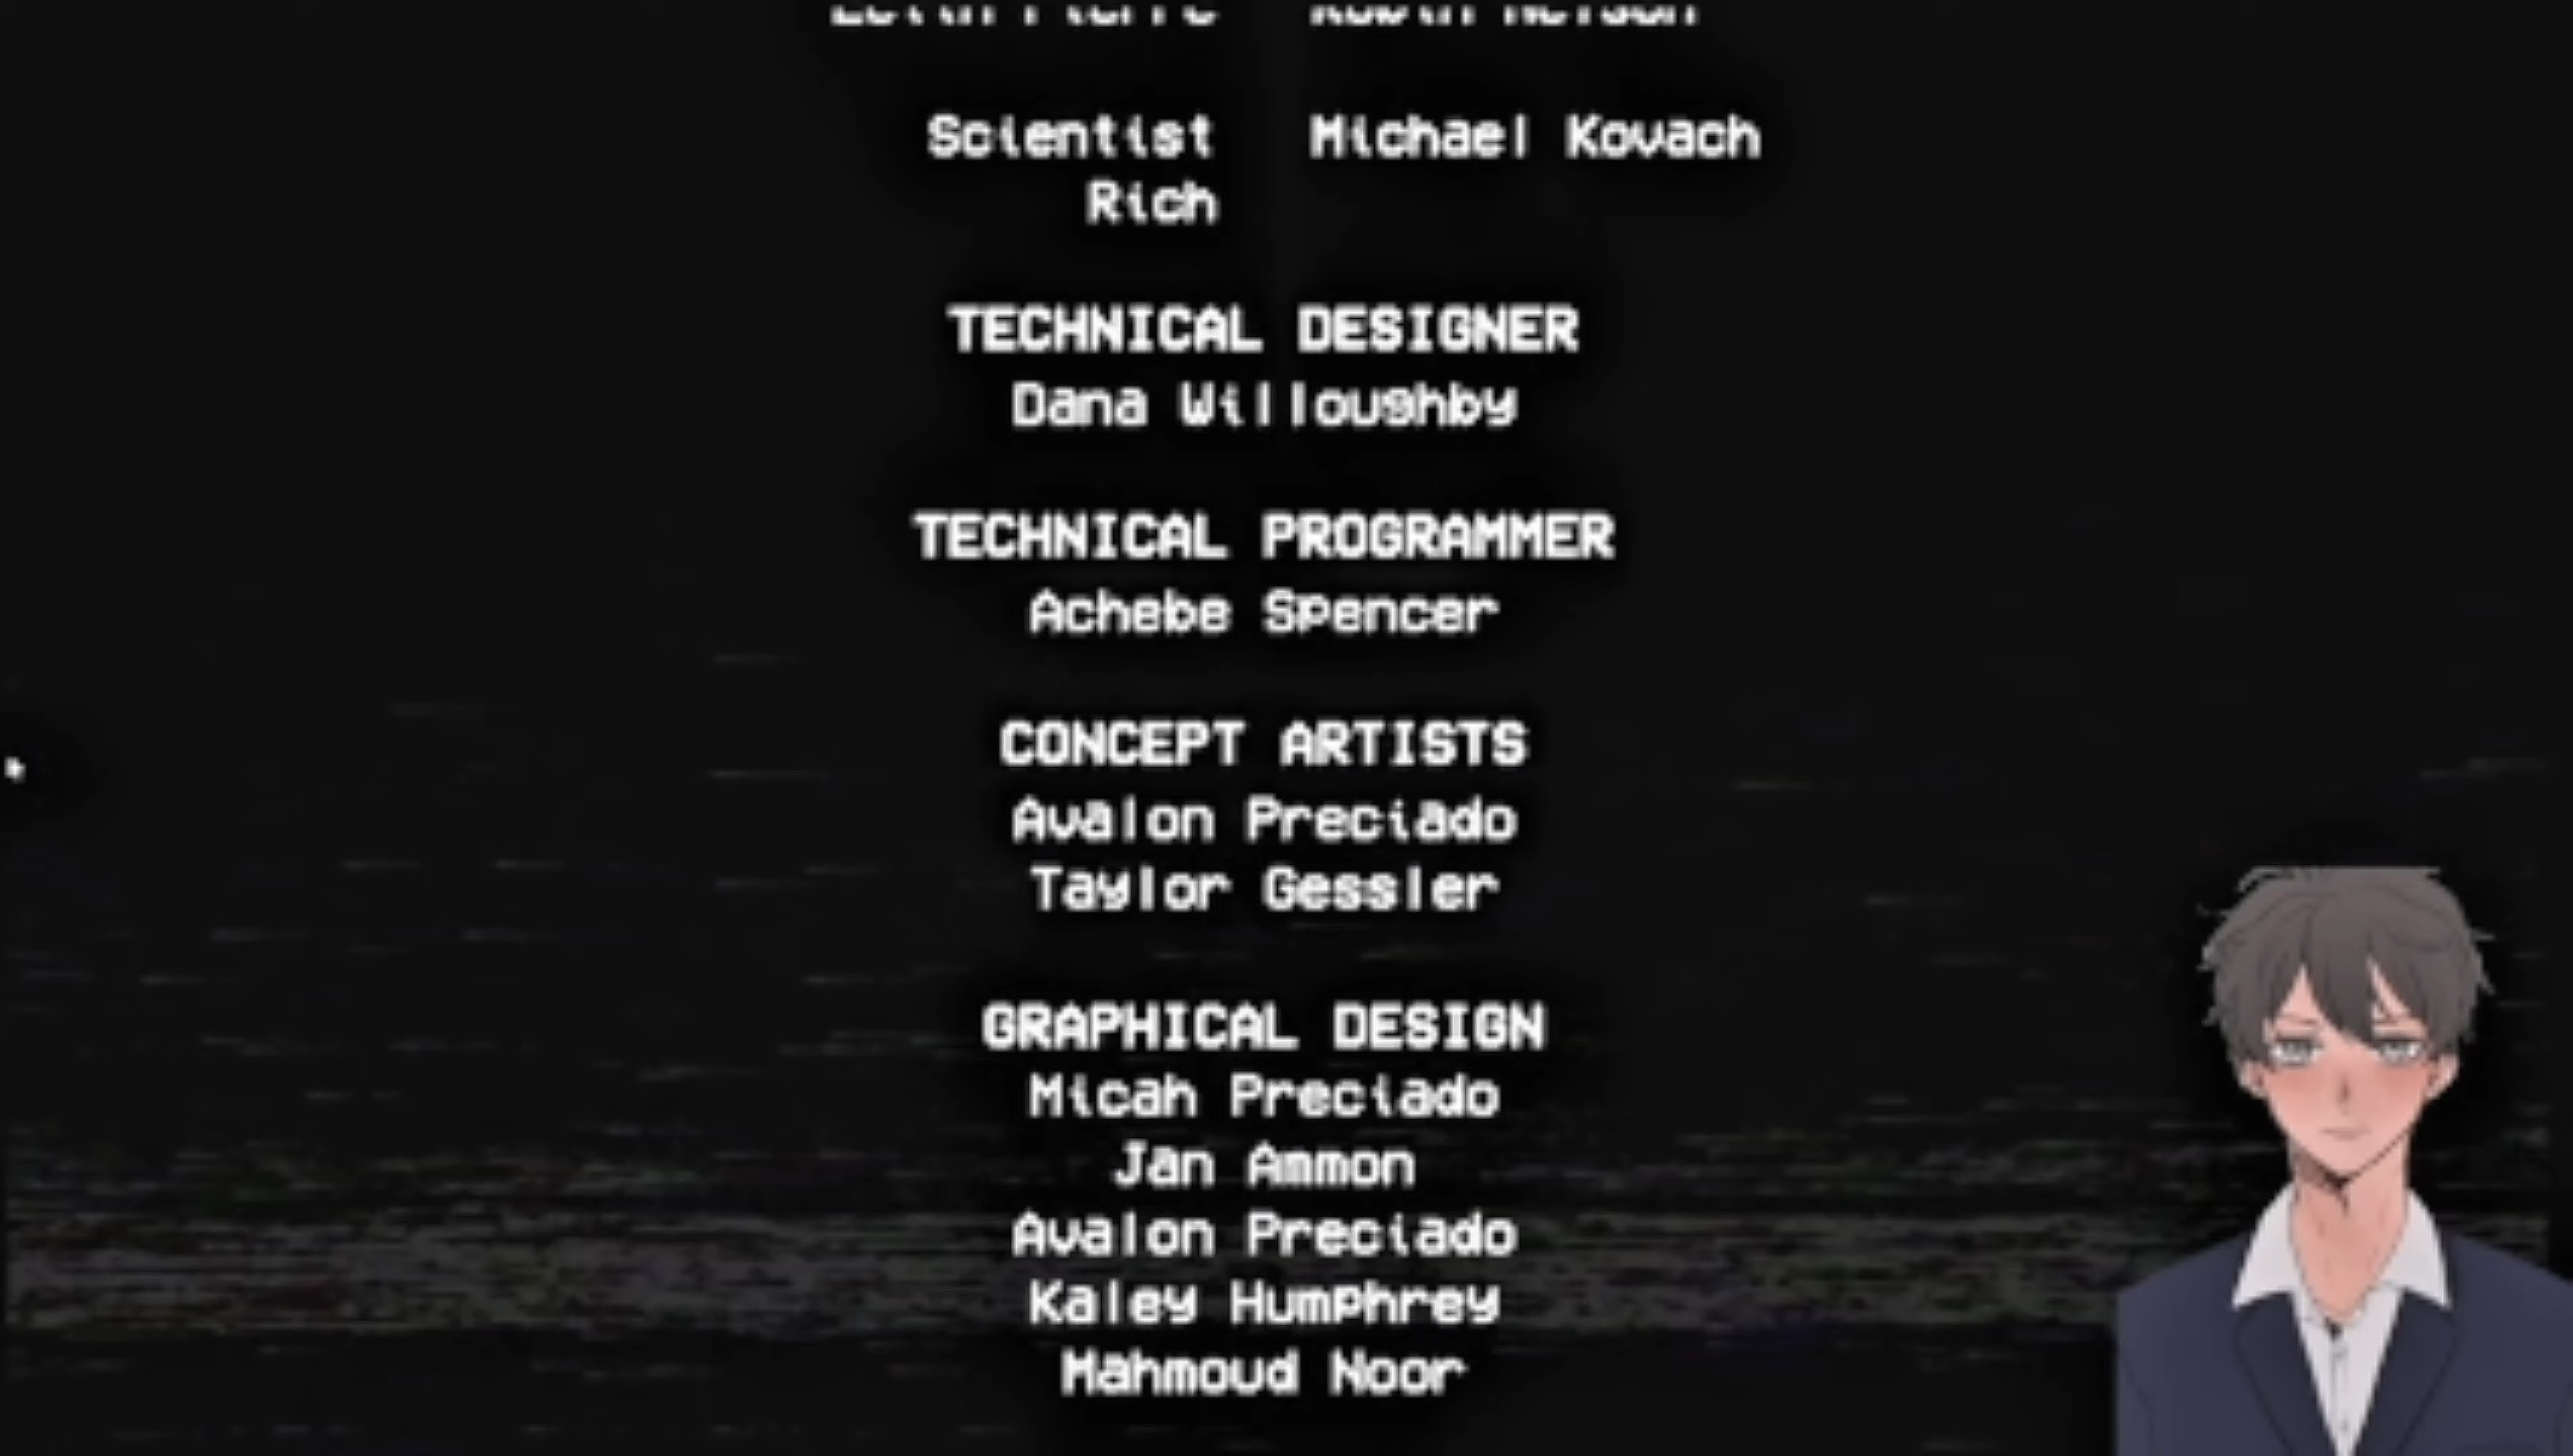 Scientist Michael Kovach
Rich
TECHNICAL DESIGNER
Dana Willoughby
TECHNICAL PROGRAMMER
Achebe Spencer
CONCEPT ARTISTS
Avalon Preciado
Taylor Gessler
GRAPHICAL DESIGN
Micah Preciado
Jan Ammon
Avalon Preciado
Kaley Humphrey
Mahmoud Noor